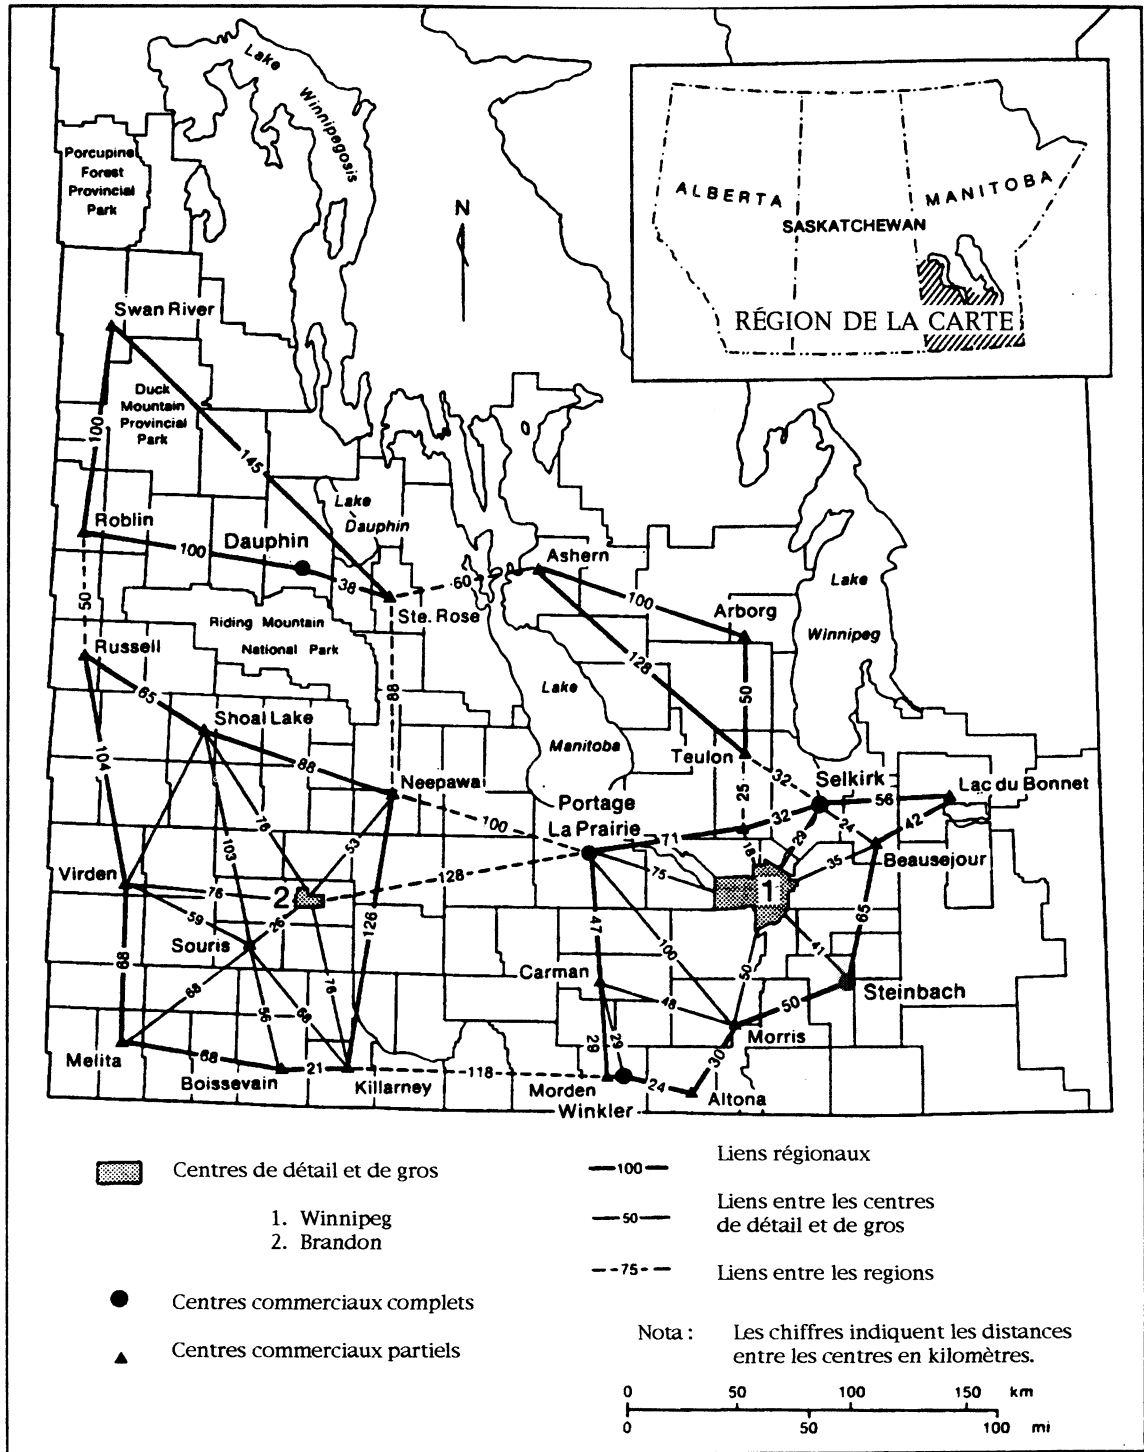 Lake
Winnipegosis
Porcupine
Forest
Provincial
Park
N
ALBERTA
MANITOBA
SASKATCHEWAN
RÉGION DE LA CARTE
Swan River
Duck
Mountain
Provincial
Park
100
145
Lake
Dauphin
Roblin
Dauphin
100
38
Ashern
60
Ste. Rose
100
Arborg
Lake
Winnipeg
50
Riding Mountain
National Park
Russell
128
88
65
Lake
Manitoba
50
Shoal Lake
104
88
Teulon
32
Selkirk
Lac du Bonnet
Neepawa
25
56
Portage
La Prairie
100
71
32
29
24
42
76
53
103
18
Beausejour
35
Virden
76
2
128
75
1
59
26
126
65
Souris
47
100
41
68
Carman
50
Steinbach
68
76
48
50
56
68
29
29
Morris
30
Melita
68
21
118
24
Boissevain
Killarney
Morden
Winkler
Altona
Centres de détail et de gros
1. Winnipeg
2. Brandon
Centres commerciaux complets
Centres commerciaux partiels
100
Liens régionaux
50
Liens entre les centres
de détail et de gros
75
Liens entre les regions
Nota : Les chiffres indiquent les distances
entre les centres en kilomètres.
0 50 100 150 km
0 50 100 mi